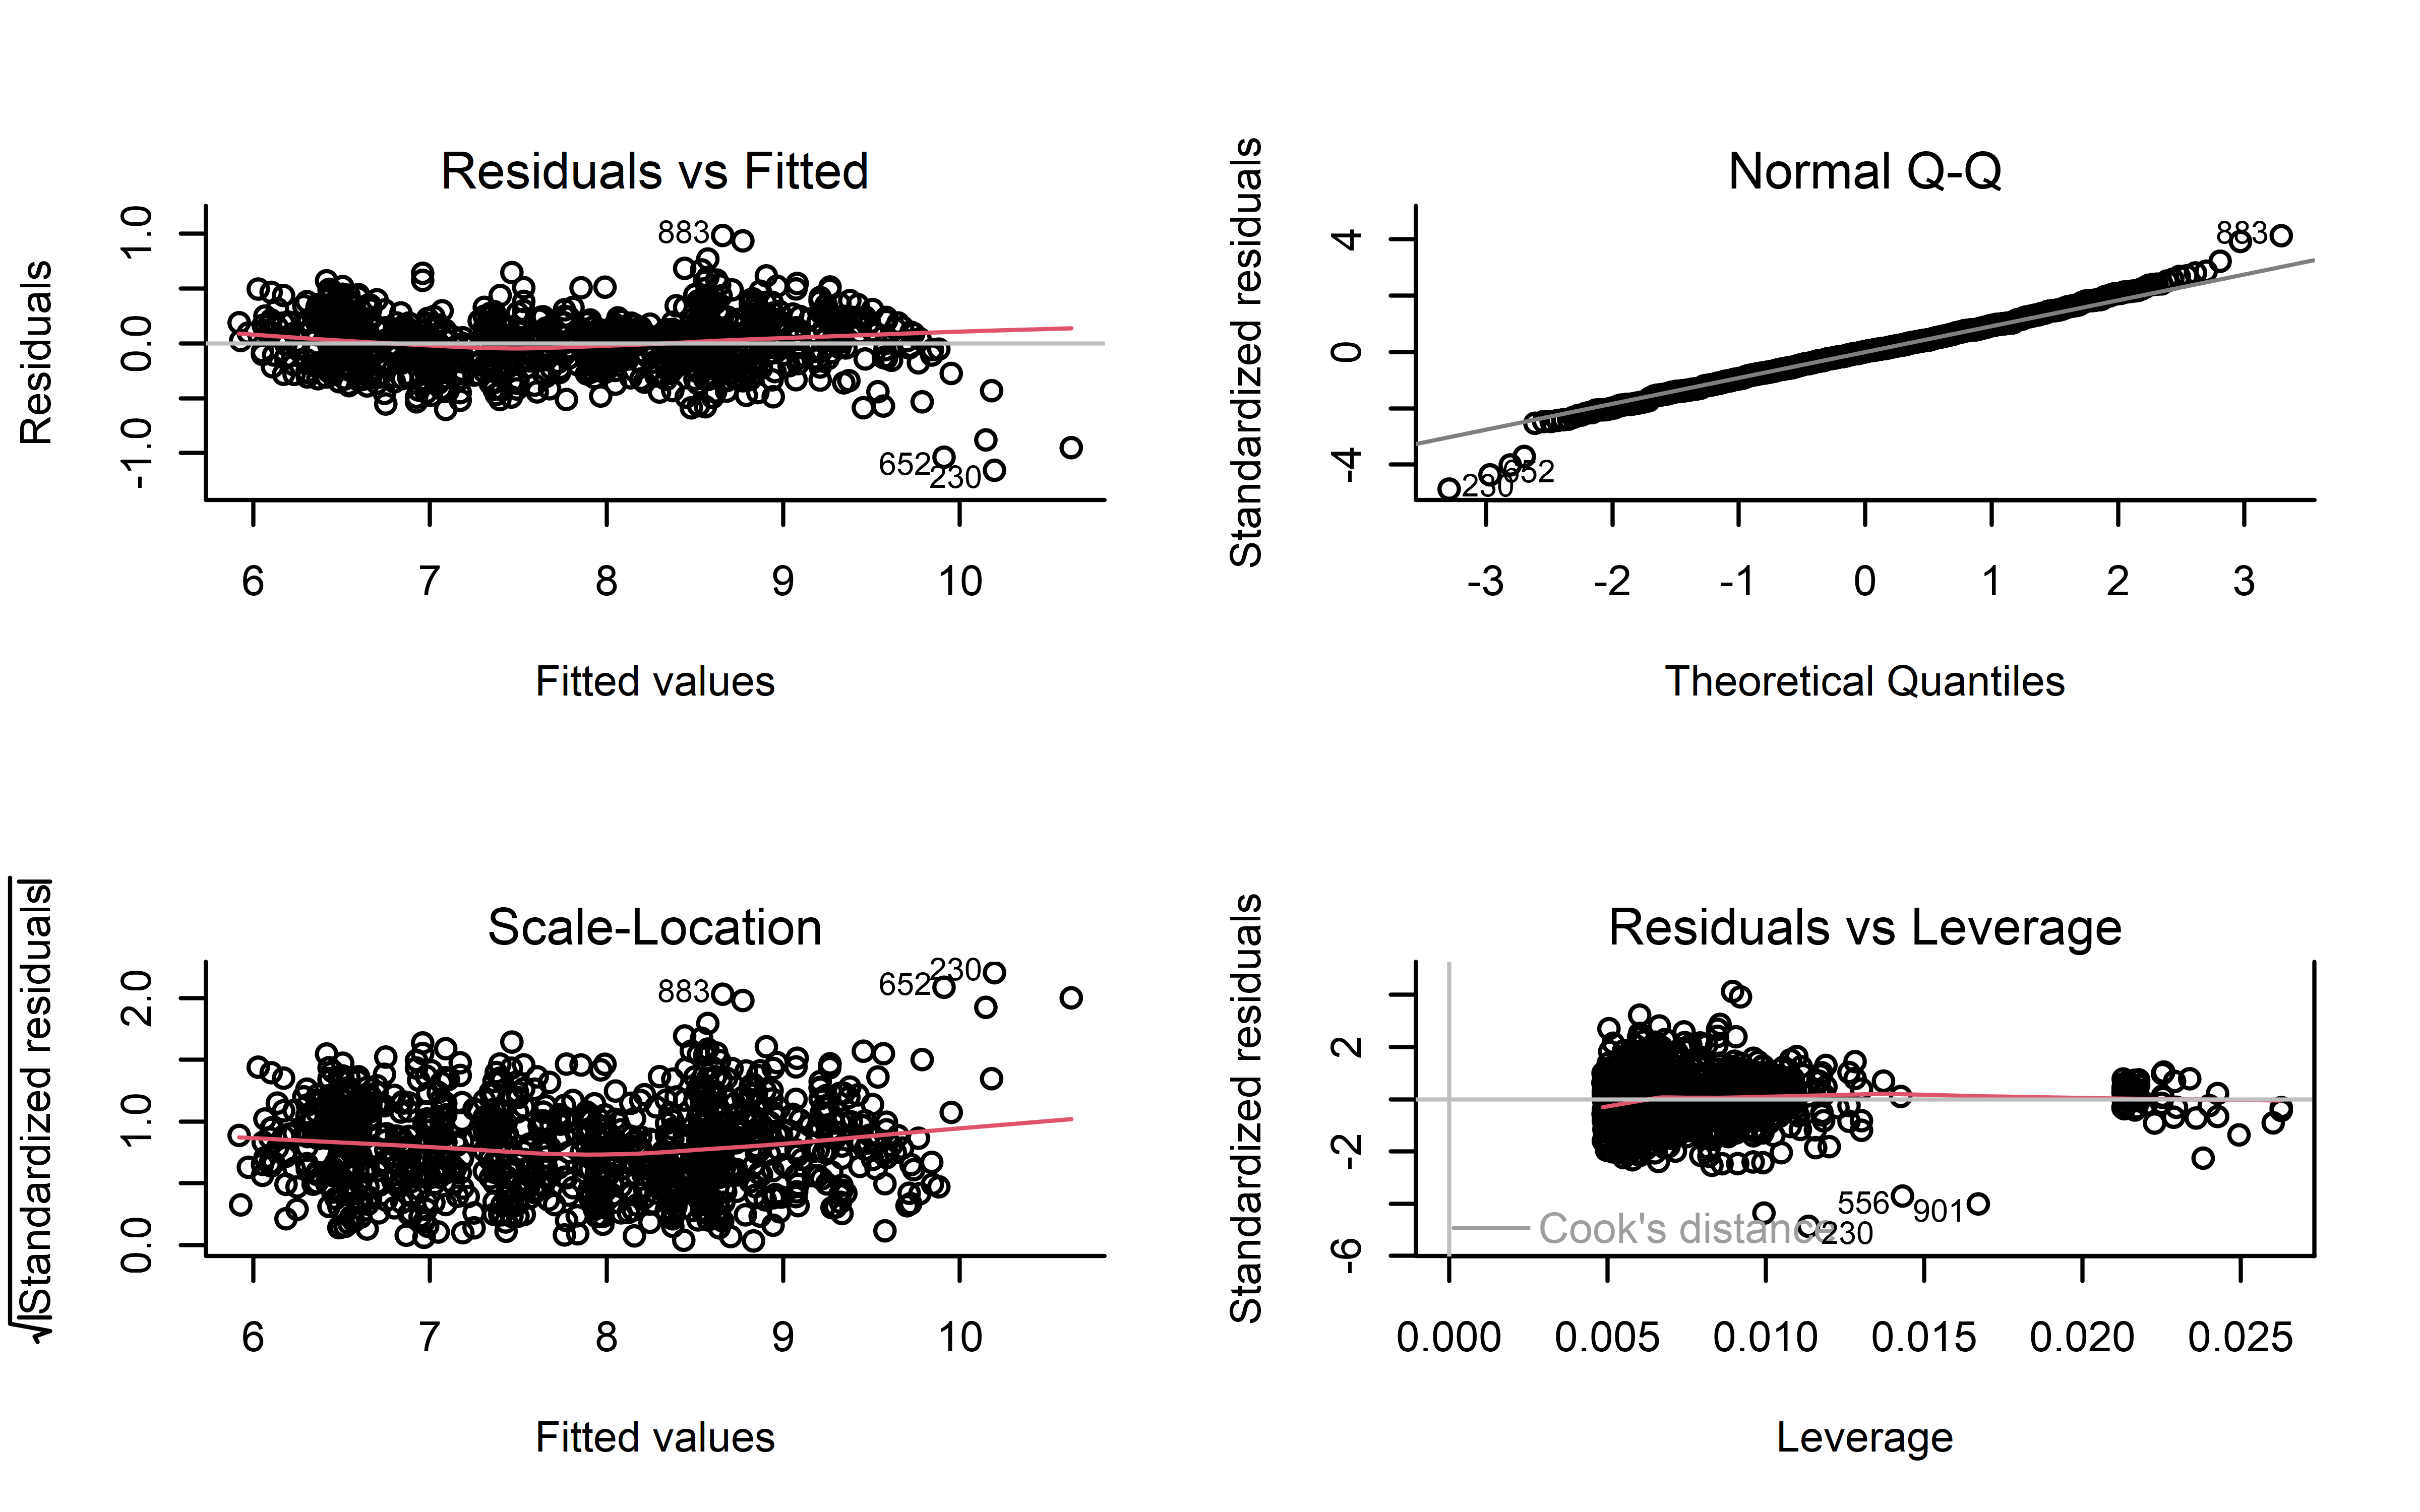 Residuals vs Fitted
Residuals
1.0
0.0
-1.0
883
652
230
6 7 8 9 10
Fitted values
Normal Q-Q
Standardized residuals
4
0
-4
883
652
230
-3 -2 -1 0 1 2 3
Theoretical Quantiles
Scale-Location
√|Standardized residuals|
2.0
1.0
0.0
883
652
230
6 7 8 9 10
Fitted values
Residuals vs Leverage
Standardized residuals
2
-2
-6
556
901
230
Cook's distance
0.000 0.005 0.010 0.015 0.020 0.025
Leverage